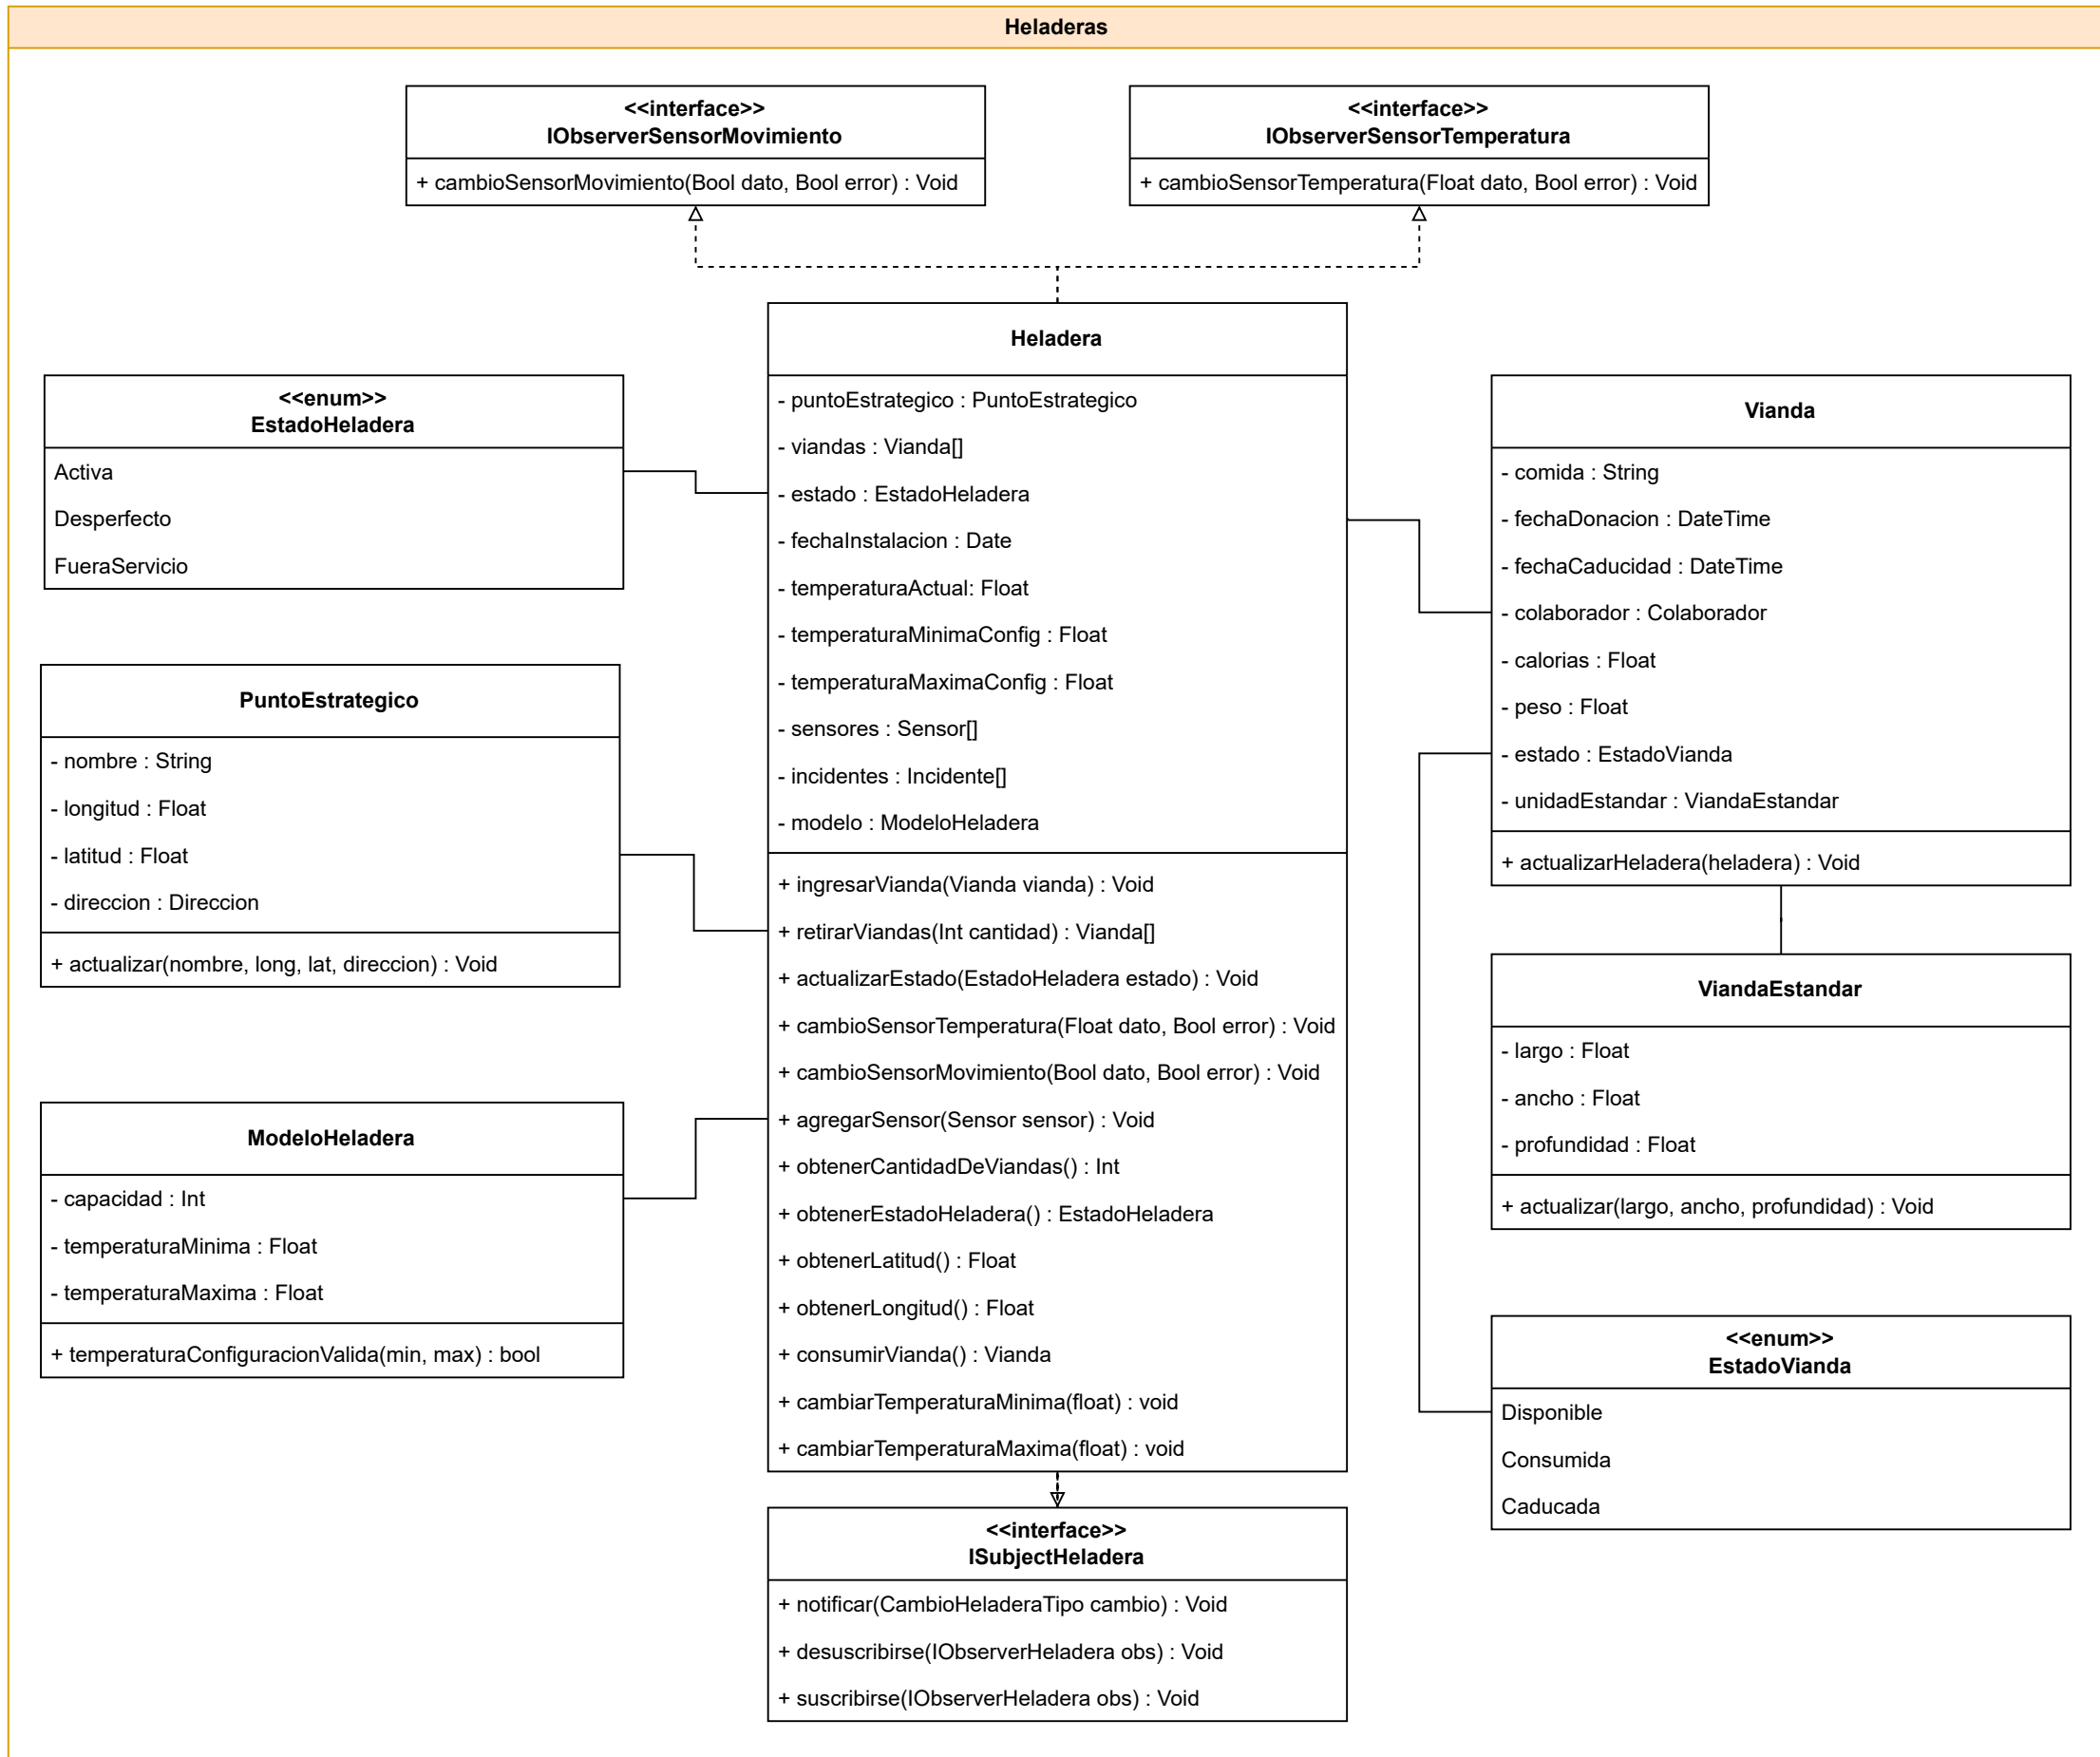 Heladeras
<<interface>>
IObserverSensorMovimiento
+ cambioSensorMovimiento(Bool dato, Bool error) : Void
<<interface>>
IObserverSensorTemperatura
+ cambioSensorTemperatura(Float dato, Bool error) : Void
<<enum>>
EstadoHeladera
Activa
Desperfecto
FueraServicio
PuntoEstrategico
- nombre : String
- longitud : Float
- latitud : Float
- direccion : Direccion
+ actualizar(nombre, long, lat, direccion) : Void
ModeloHeladera
- capacidad : Int
- temperaturaMinima : Float
- temperaturaMaxima : Float
+ temperaturaConfiguracionValida(min, max) : bool
Heladera
- puntoEstrategico : PuntoEstrategico
- viandas : Vianda[]
- estado : EstadoHeladera
- fechaInstalacion : Date
- temperaturaActual: Float
- temperaturaMinimaConfig : Float
- temperaturaMaximaConfig : Float
- sensores : Sensor[]
- incidentes : Incidente[]
- modelo : ModeloHeladera
+ ingresarVianda(Vianda vianda) : Void
+ retirarViandas(Int cantidad) : Vianda[]
+ actualizarEstado(EstadoHeladera estado) : Void
+ cambioSensorTemperatura(Float dato, Bool error) : Void
+ cambioSensorMovimiento(Bool dato, Bool error) : Void
+ agregarSensor(Sensor sensor) : Void
+ obtenerCantidadDeViandas() : Int
+ obtenerEstadoHeladera() : EstadoHeladera
+ obtenerLatitud() : Float
+ obtenerLongitud() : Float
+ consumirVianda() : Vianda
+ cambiarTemperaturaMinima(float) : void
+ cambiarTemperaturaMaxima(float) : void
<<interface>>
ISubjectHeladera
+ notificar(CambioHeladeraTipo cambio) : Void
+ desuscribirse(IObserverHeladera obs) : Void
+ suscribirse(IObserverHeladera obs) : Void
Vianda
- comida : String
- fechaDonacion : DateTime
- fechaCaducidad : DateTime
- colaborador : Colaborador
- calorias : Float
- peso : Float
- estado : EstadoVianda
- unidadEstandar : ViandaEstandar
+ actualizarHeladera(heladera) : Void
ViandaEstandar
- largo : Float
- ancho : Float
- profundidad : Float
+ actualizar(largo, ancho, profundidad) : Void
<<enum>>
EstadoVianda
Disponible
Consumida
Caducada